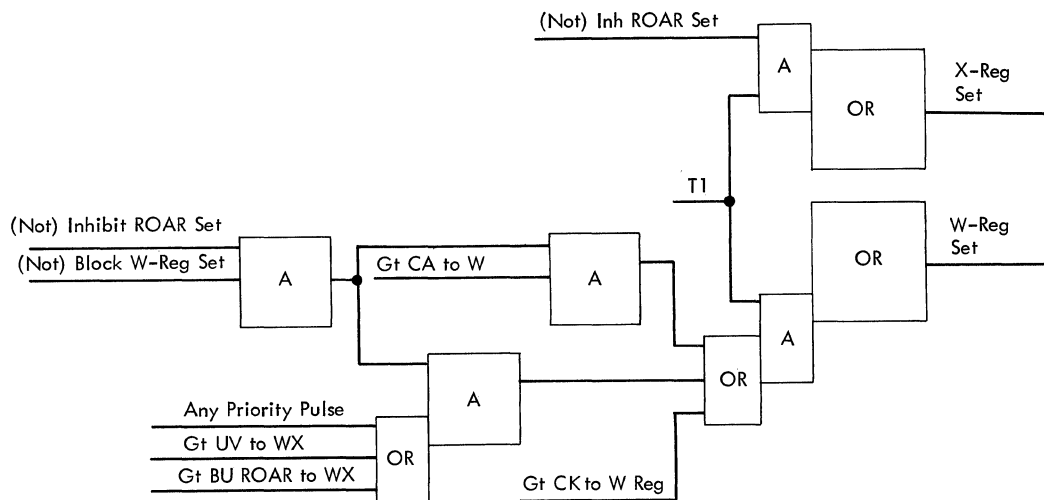 (Not) Inh ROAR Set
A
OR
X-Reg
Set
T1
(Not) Inhibit ROAR Set
(Not) Block W-Reg Set
A
Gt CA to W
A
OR
W-Reg
Set
A
OR
A
Any Priority Pulse
Gt UV to WX
Gt BU ROAR to WX
OR
Gt CK to W Reg